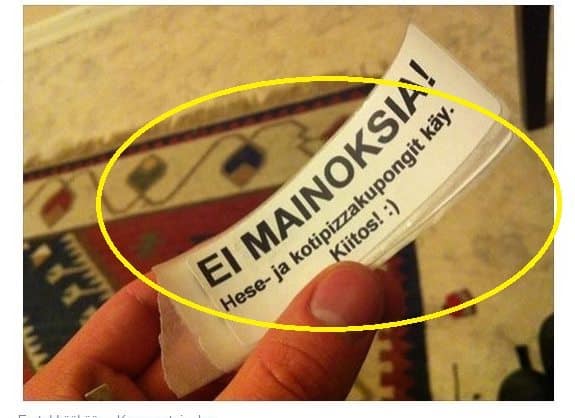 EI MAINOKSIA!
Hese- ja kotipizzakupongit käy.
Kiitos! :)